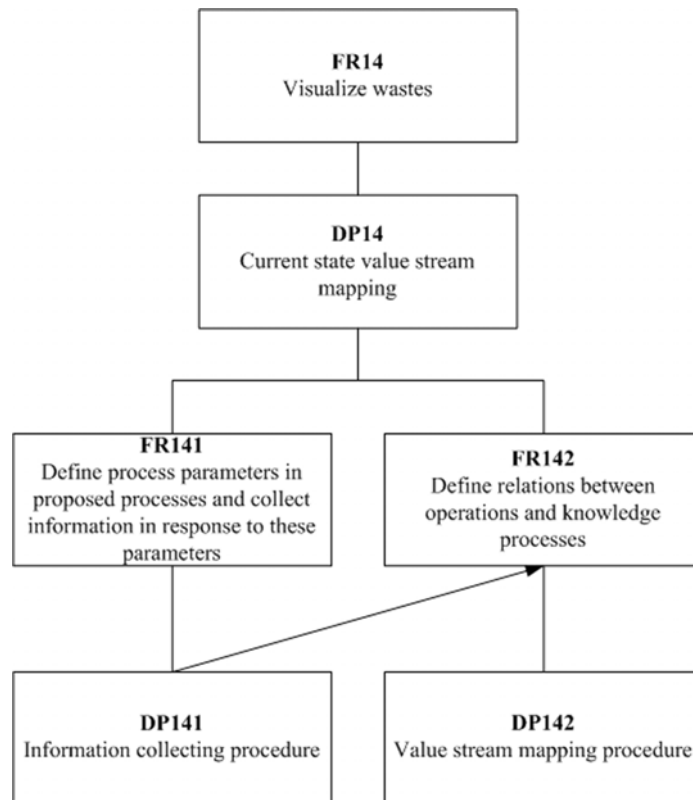 FR14
Visualize wastes
DP14
Current state value stream
mapping
FR141
Define process parameters in
proposed processes and collect
information in response to these
parameters
FR142
Define relations between
operations and knowledge
processes
DP141
Information collecting procedure
DP142
Value stream mapping procedure